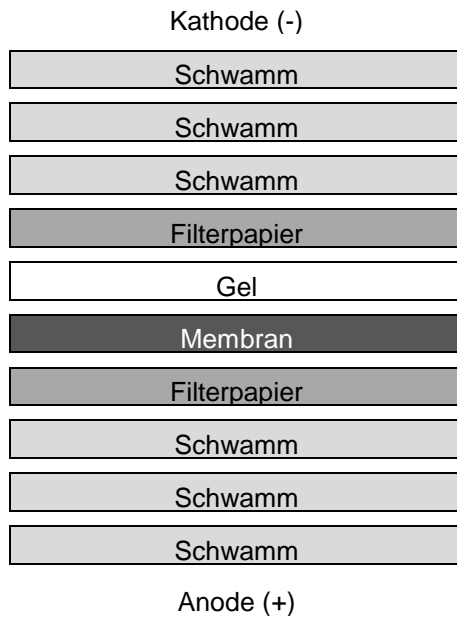 Kathode (-)
Schwamm
Schwamm
Schwamm
Filterpapier
Gel
Membran
Filterpapier
Schwamm
Schwamm
Schwamm
Anode (+)